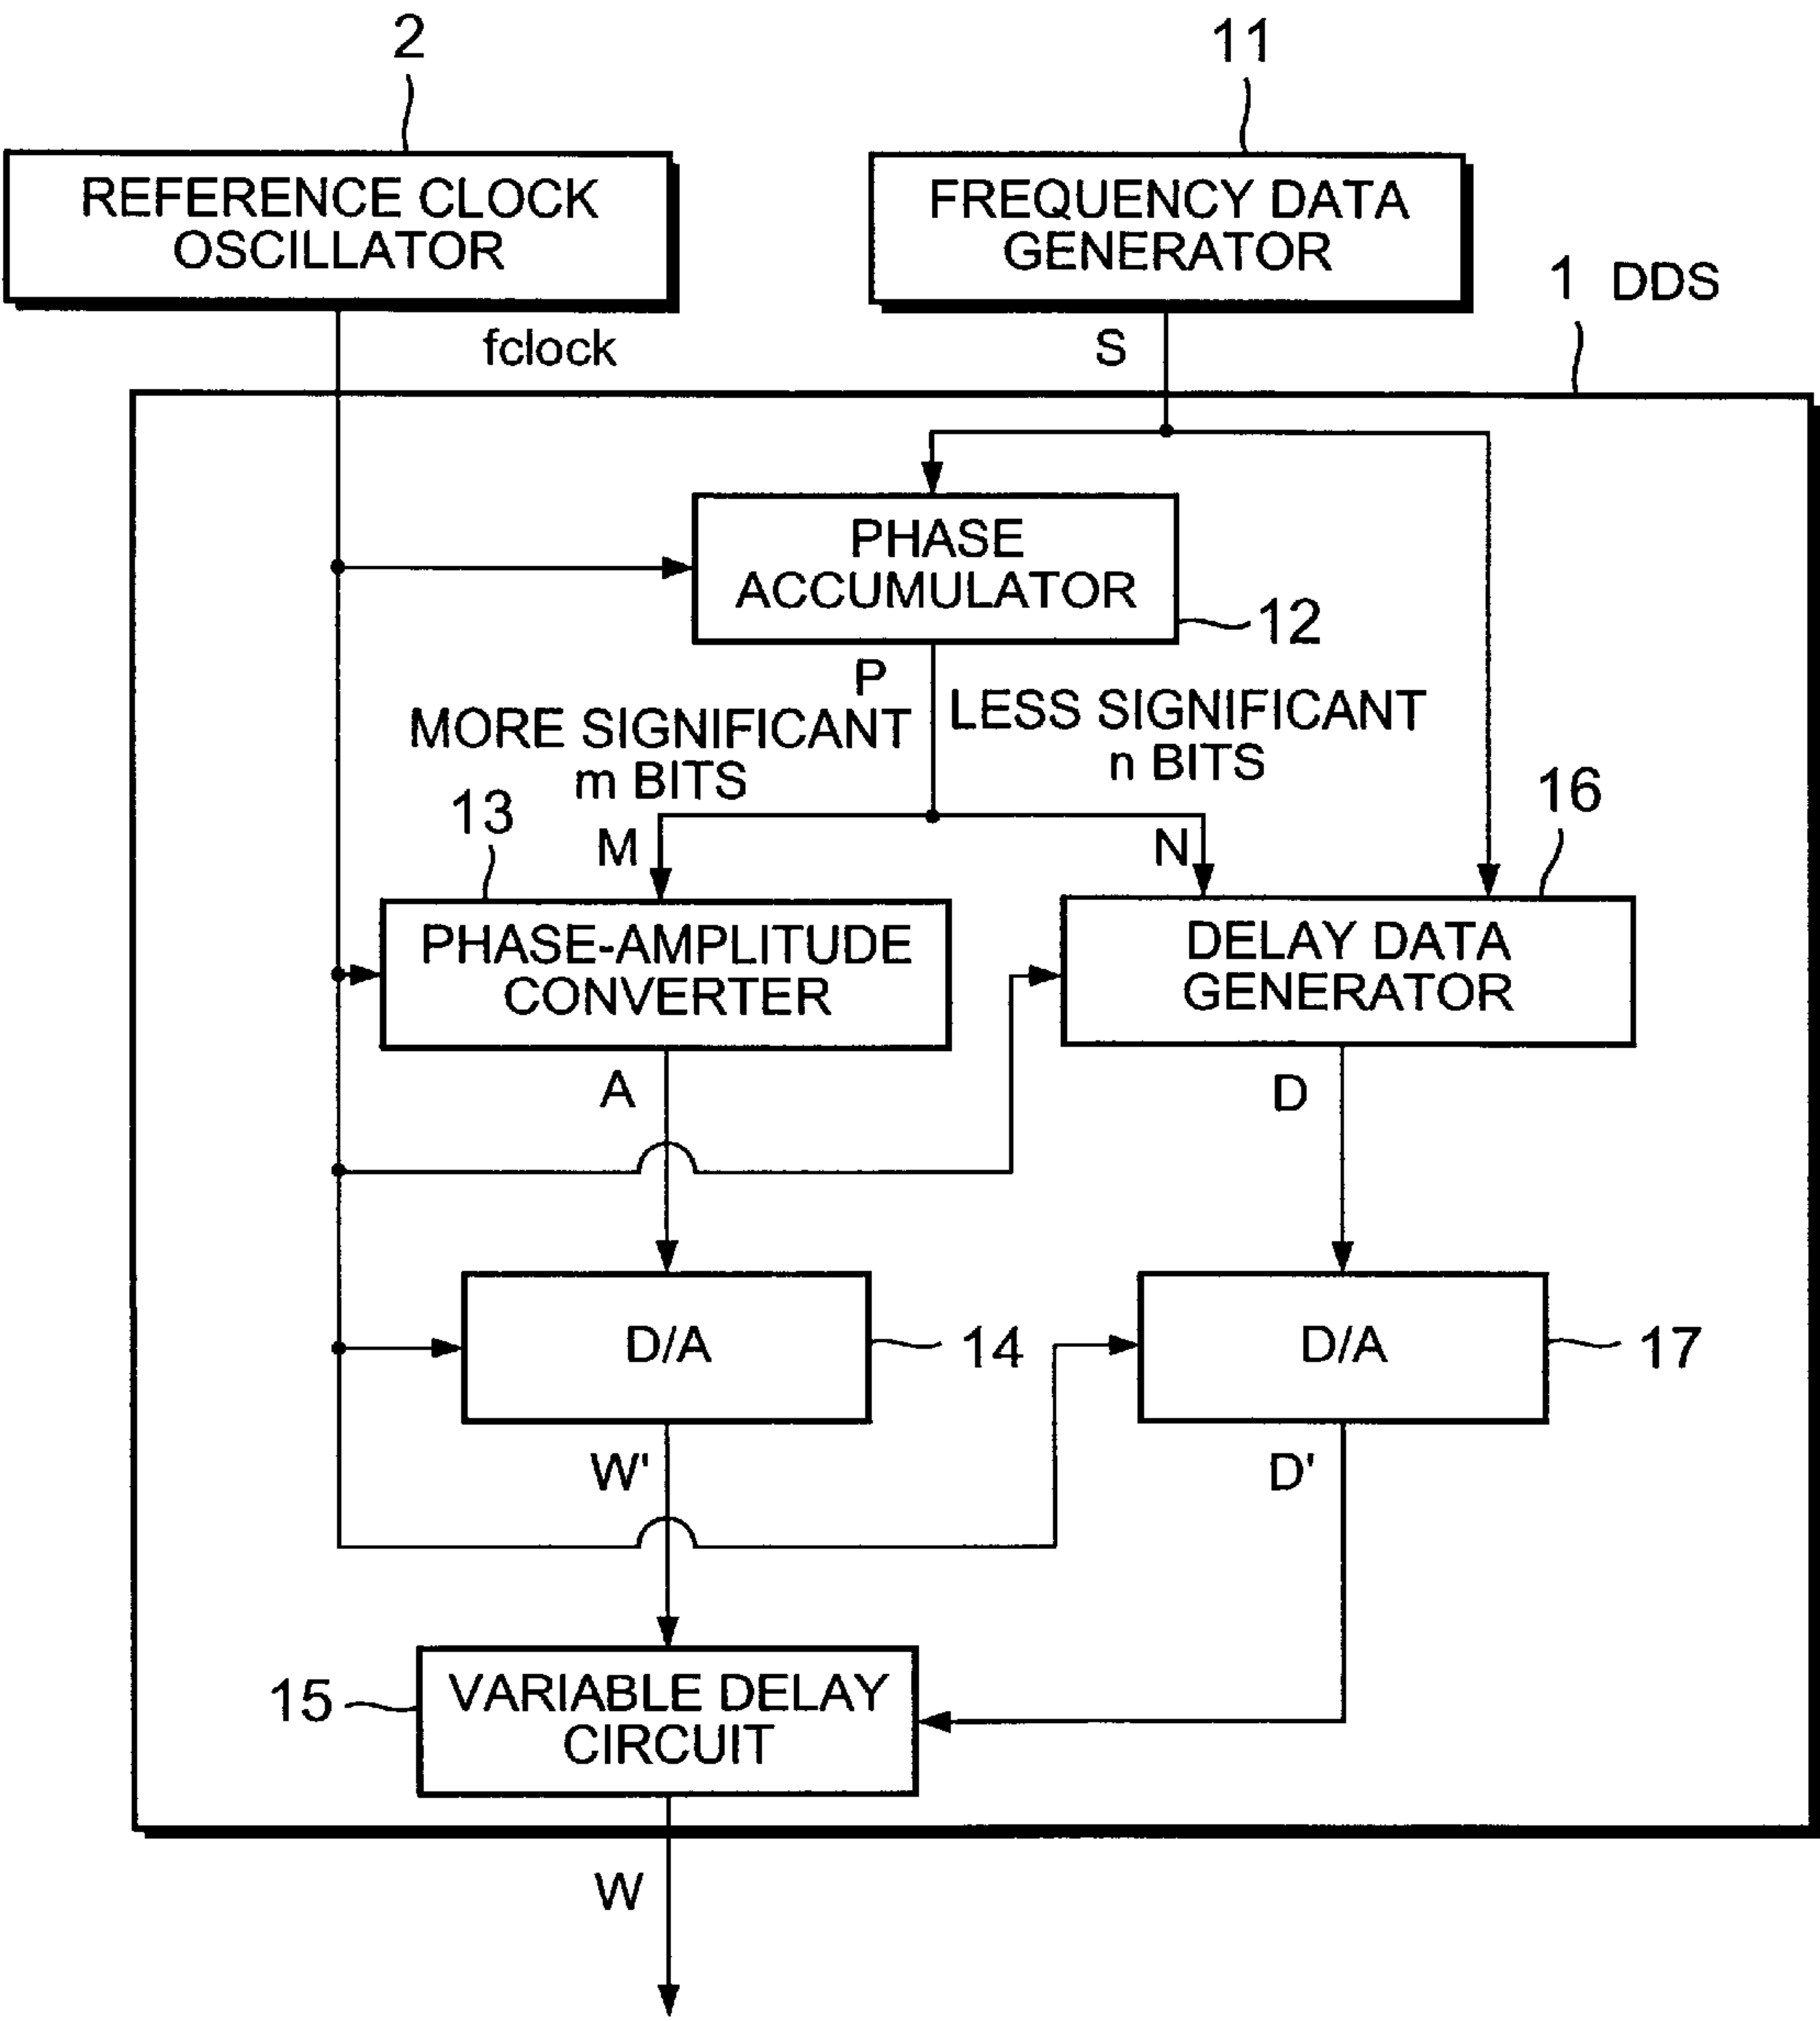 2
11
REFERENCE CLOCK
OSCILLATOR
FREQUENCY DATA
GENERATOR
1 DDS
fclock
S
PHASE
ACCUMULATOR
12
P
MORE SIGNIFICANT
m BITS
LESS SIGNIFICANT
n BITS
13
M
N
16
PHASE-AMPLITUDE
CONVERTER
DELAY DATA
GENERATOR
A
D
D/A
14
D/A
17
W'
D'
15
VARIABLE DELAY
CIRCUIT
W